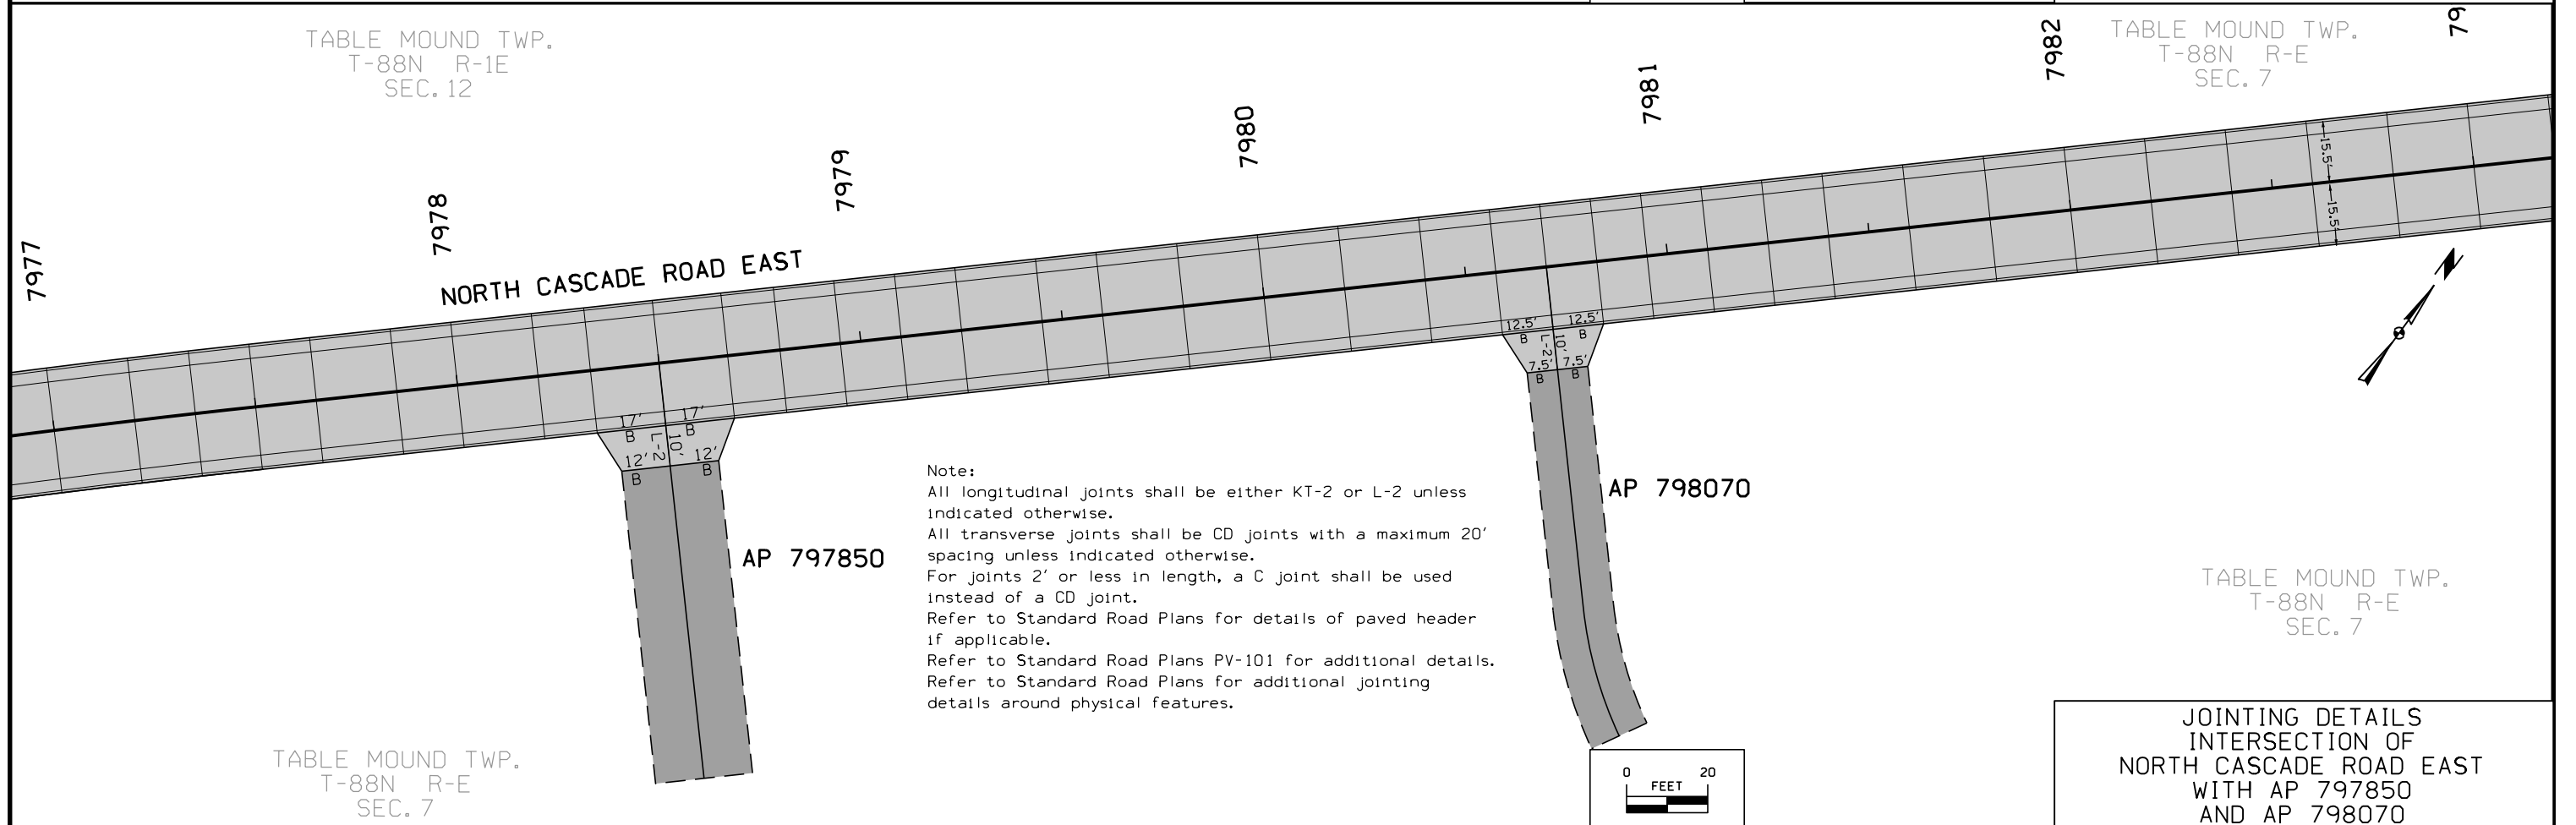 TABLE MOUND TWP.
T-88N R-1E
SEC. 12
TABLE MOUND TWP.
T-88N R-E
SEC. 7
7977
7978
7979
7980
7981
7982
79
NORTH CASCADE ROAD EAST
15.5'
15.5'
17'
17'
B
B
L-2
10'
12'
12'
B
B
12.5'
12.5'
B
B
L-2
10'
7.5'
7.5'
B
B
AP 797850
AP 798070
Note:
All longitudinal joints shall be either KT-2 or L-2 unless
indicated otherwise.
All transverse joints shall be CD joints with a maximum 20'
spacing unless indicated otherwise.
For joints 2' or less in length, a C joint shall be used
instead of a CD joint.
Refer to Standard Road Plans for details of paved header
if applicable.
Refer to Standard Road Plans PV-101 for additional details.
Refer to Standard Road Plans for additional jointing
details around physical features.
TABLE MOUND TWP.
T-88N R-E
SEC. 7
TABLE MOUND TWP.
T-88N R-E
SEC. 7
0 20
FEET
JOINTING DETAILS
INTERSECTION OF
NORTH CASCADE ROAD EAST
WITH AP 797850
AND AP 798070